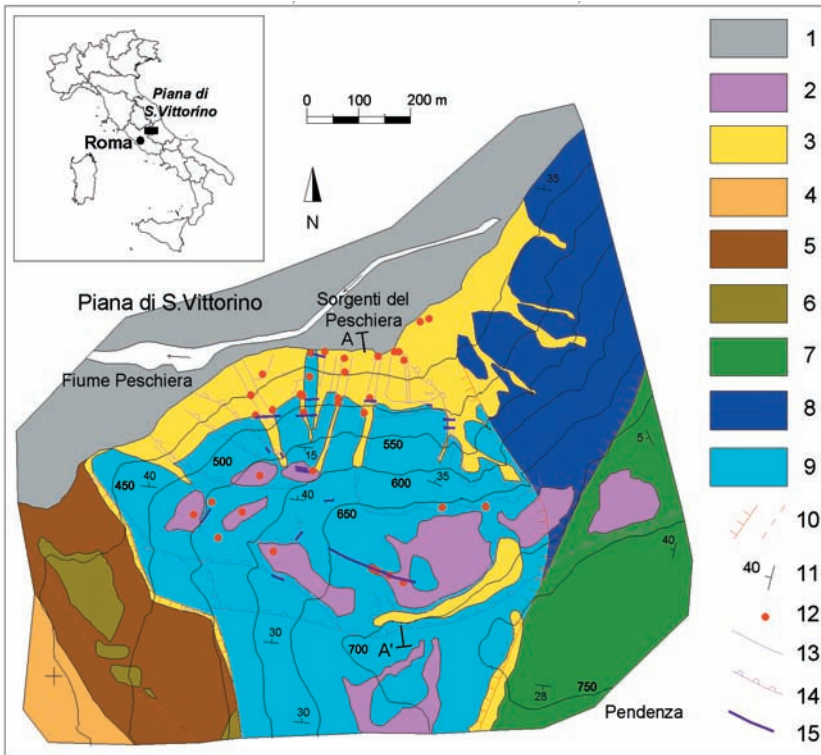 Piana di
S.Vittorino
Roma
0 100 200 m
N
Piana di S.Vittorino
Sorgenti del
Peschiera
A
Fiume Peschiera
35
5
550
500
15
600
35
450
40
40
650
40
30
700
A'
30
28
750
Pendenza
1
2
3
4
5
6
7
8
9
10
40
11
12
13
14
15